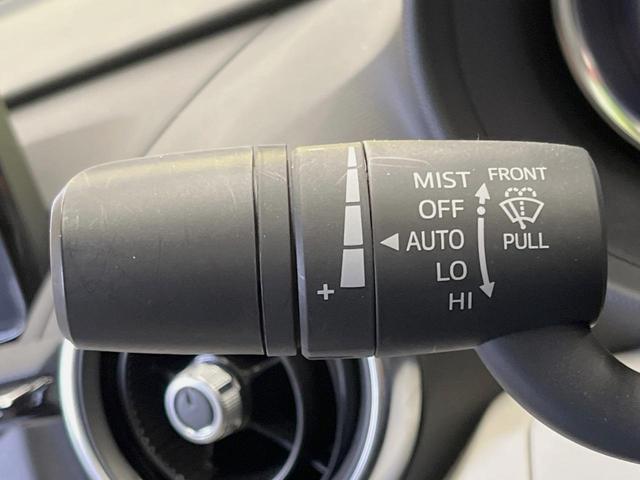 MIST FRONT
OFF
AUTO PULL
LO
+
HI